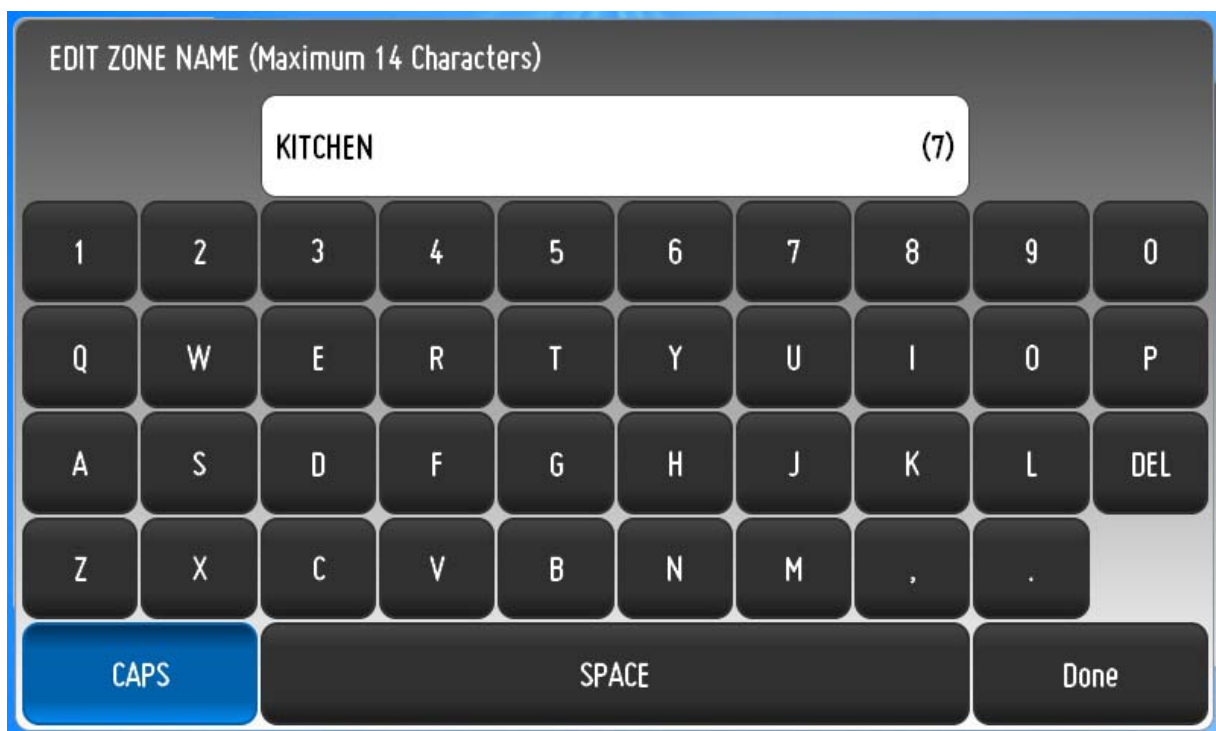 EDIT ZONE NAME (Maximum 14 Characters)
KITCHEN (7)
1 2 3 4 5 6 7 8 9 0
Q W E R T Y U I O P
A S D F G H J K L DEL
Z X C V B N M , .
CAPS SPACE Done